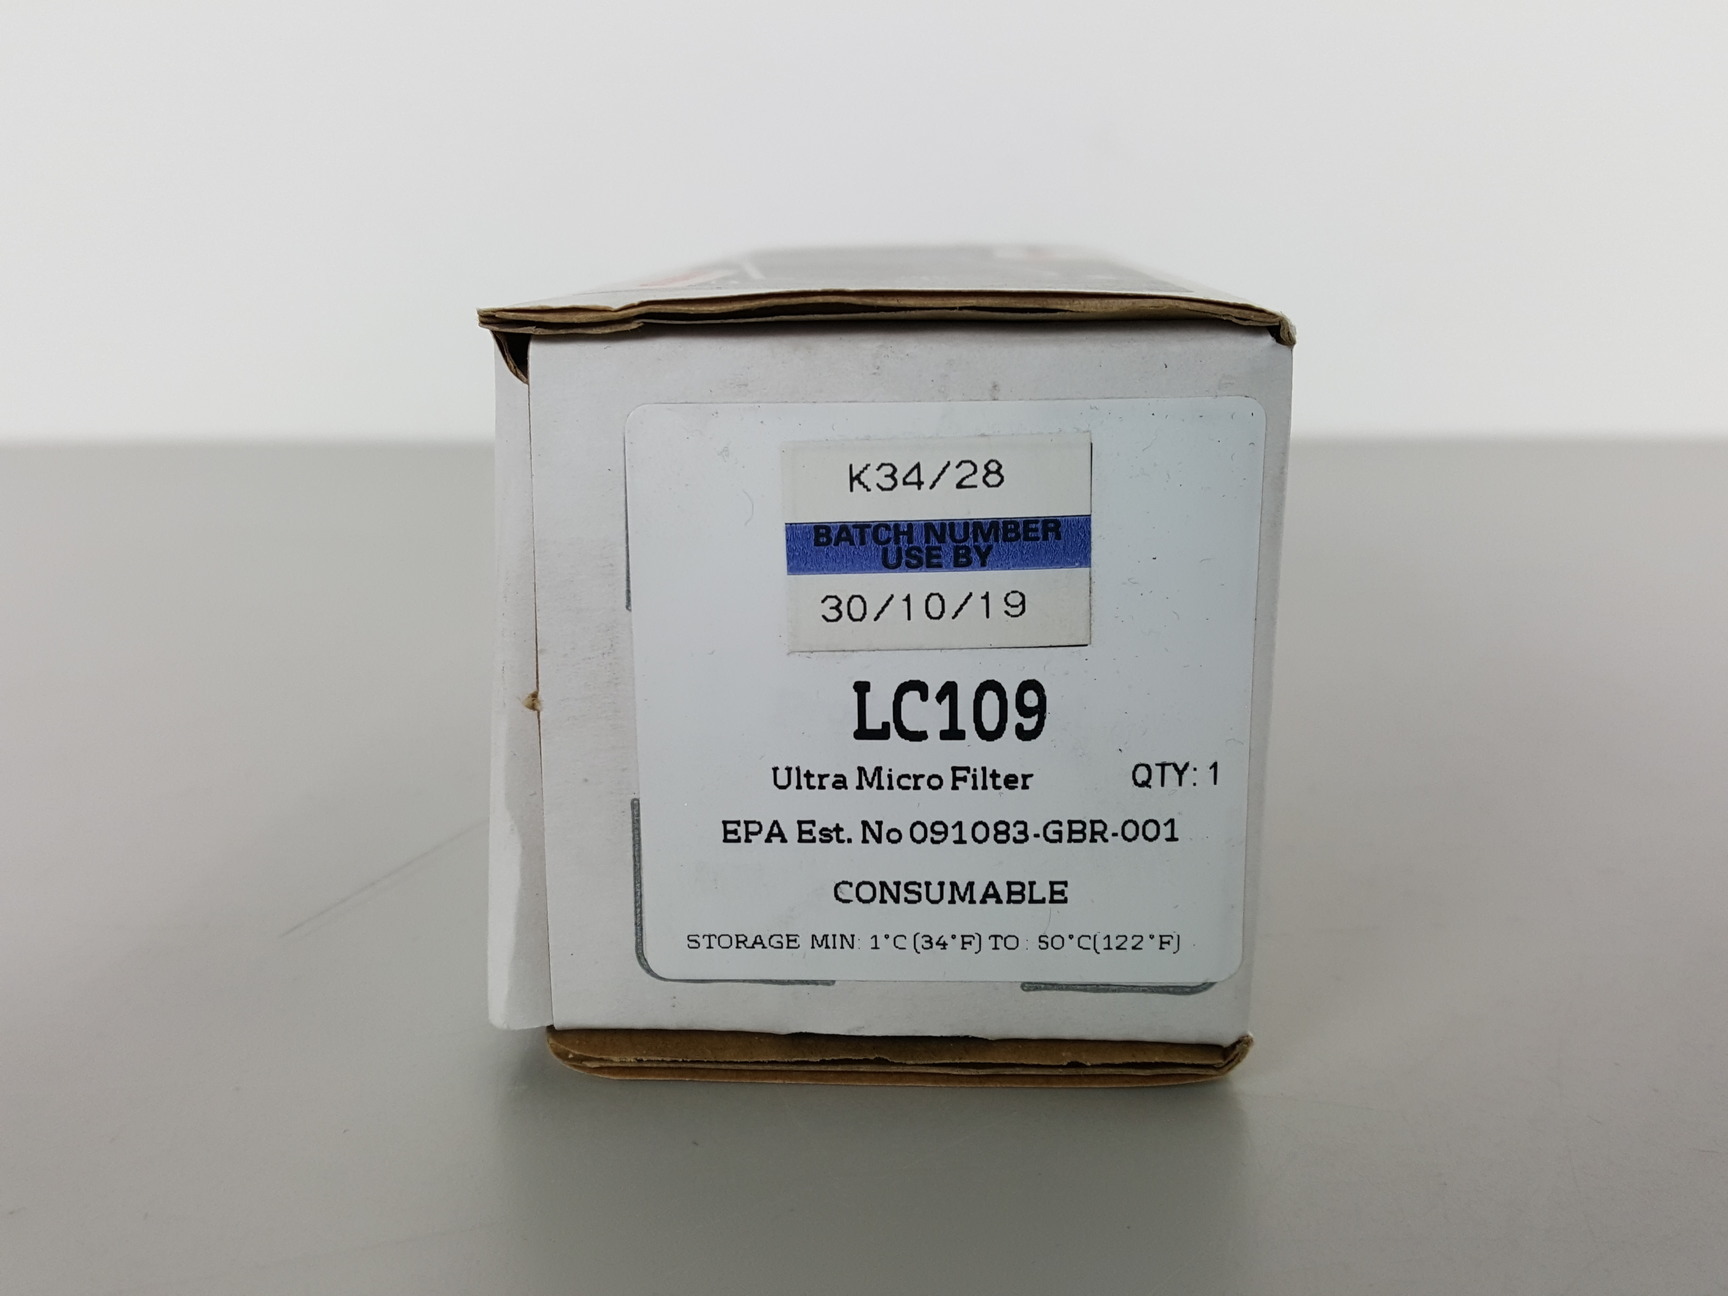 K34/28
BATCH NUMBER
USE BY
30/10/19
LC109
Ultra Micro Filter QTY: 1
EPA Est. No 091083-GBR-001
CONSUMABLE
STORAGE MIN: 1°C (34°F) TO : 50°C(122°F)